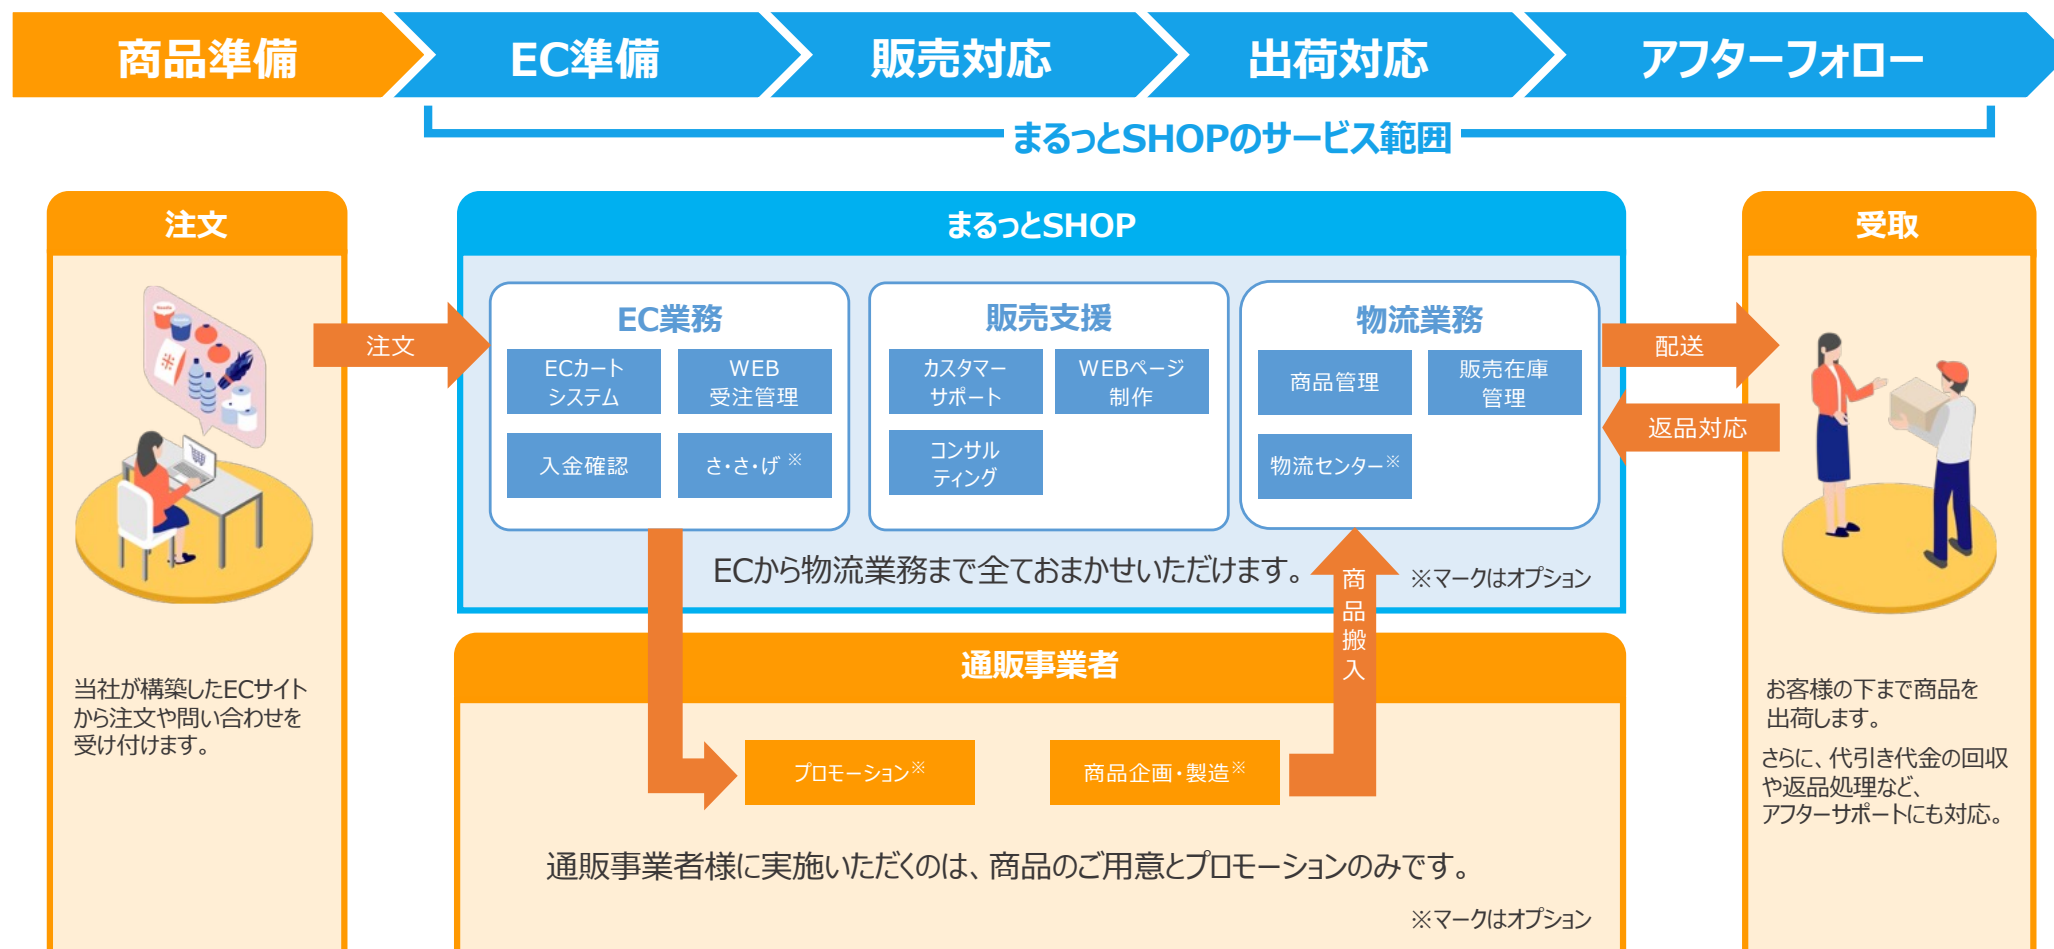 商品準備
EC準備
販売対応
出荷対応
アフターフォロー
まるっとSHOPのサービス範囲
注文
当社が構築したECサイト
から注文や問い合わせを
受け付けます。
注文
まるっとSHOP
EC業務
ECカート
システム
WEB
受注管理
入金確認
さ・さ・げ※
販売支援
カスタマー
サポート
WEBページ
制作
コンサル
ティング
物流業務
商品管理
販売在庫
管理
物流センター※
ECから物流業務まで全ておまかせいただけます。
※マークはオプション
商品搬入
通販事業者
プロモーション※
商品企画・製造※
通販事業者様に実施いただくのは、商品のご用意とプロモーションのみです。
※マークはオプション
配送
返品対応
受取
お客様の下まで商品を
出荷します。
さらに、代引き代金の回収
や返品処理など、
アフターサポートにも対応。